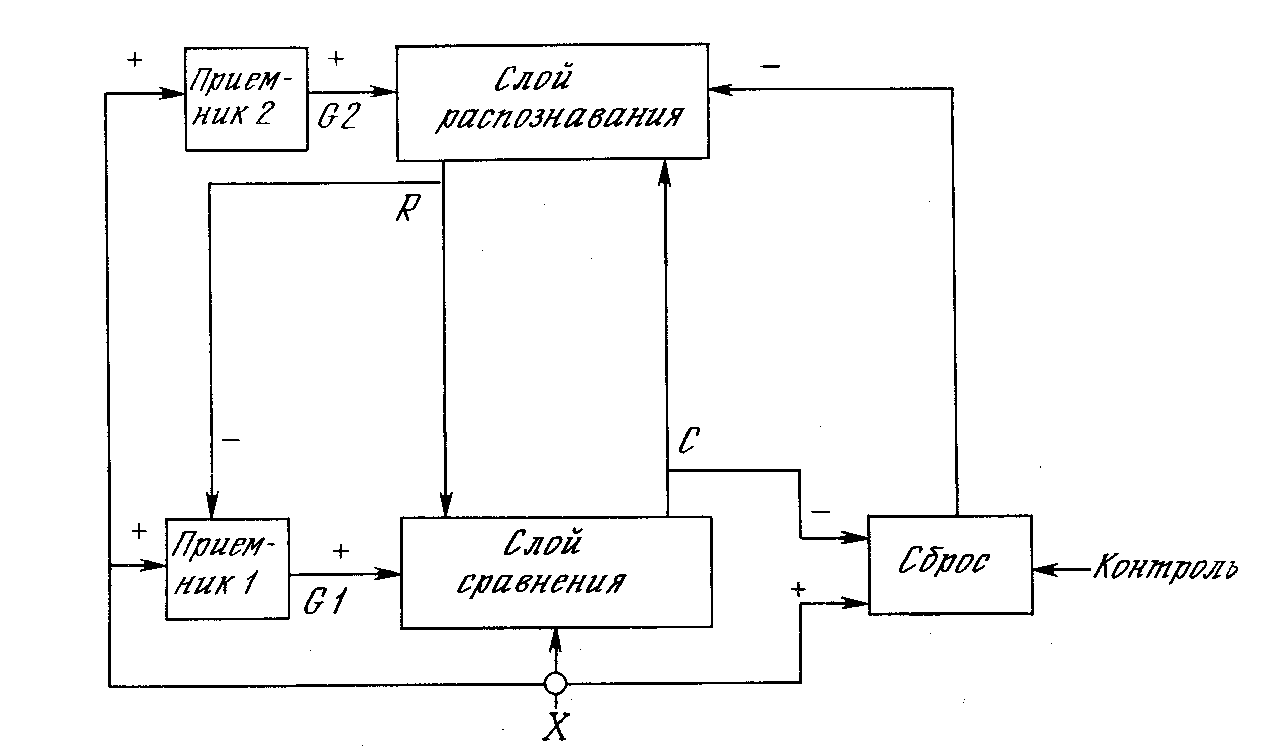 +
Прием-
ник 2
+
G2
Слой
распознавания
−
R
−
C
+
Прием-
ник 1
+
G1
Слой
сравнения
−
+
Сброс
Контроль
X